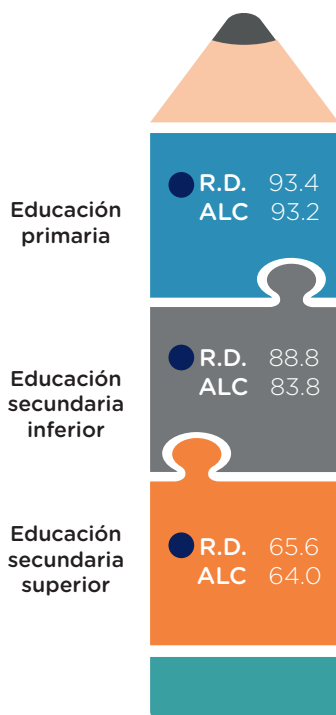 Educación
primaria
R.D. 93.4
ALC 93.2
Educación
secundaria
inferior
R.D. 88.8
ALC 83.8
Educación
secundaria
superior
R.D. 65.6
ALC 64.0